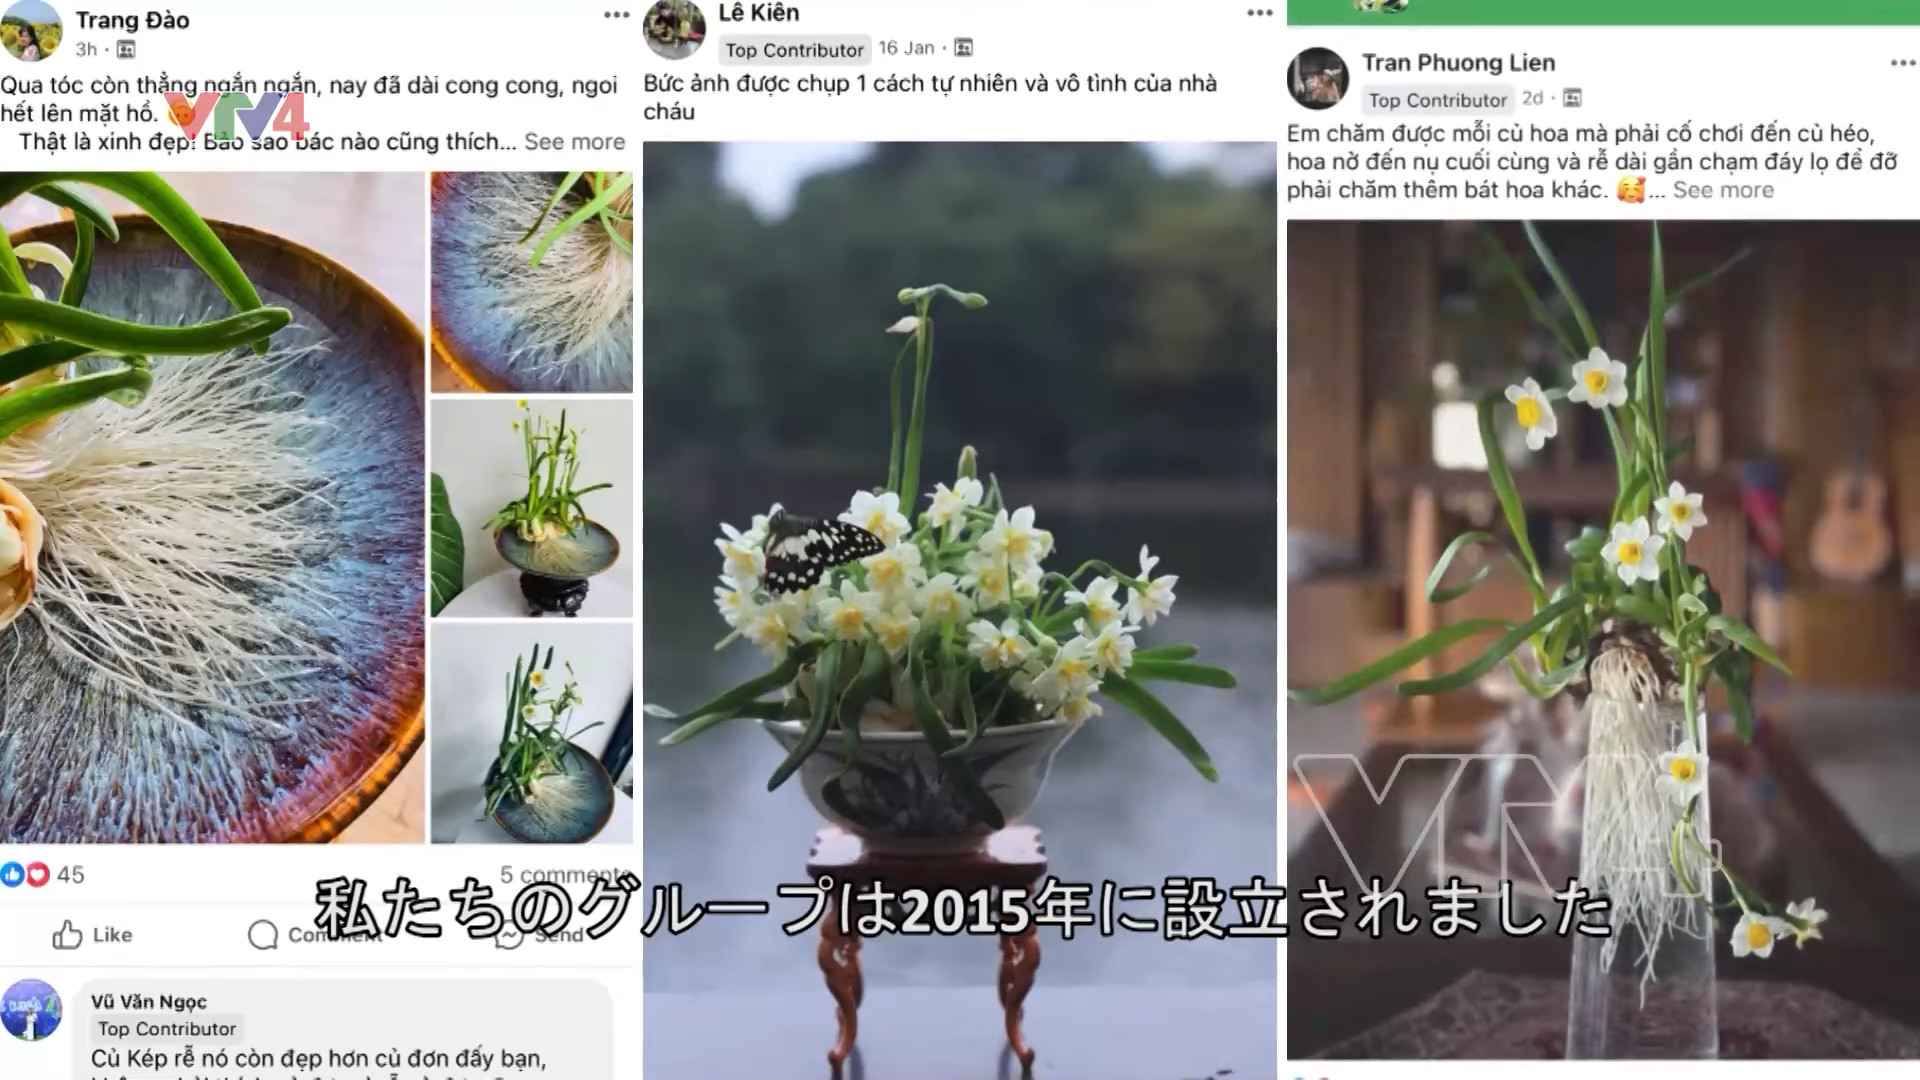 Trang Đào
3h
Qua tóc còn thẳng ngắn ngắn, nay đã dài cong cong, ngoi
hết lên mặt hồ.
Thật là xinh đẹp! Bảo sao bác nào cũng thích... See more
VTV4
45
5 comments
Like
Comment
Send
Vũ Văn Ngọc
Top Contributor
Củ Kép rễ nó còn đẹp hơn củ đơn đấy bạn,
Lê Kiên
Top Contributor 16 Jan
Bức ảnh được chụp 1 cách tự nhiên và vô tình của nhà
cháu
Tran Phuong Lien
Top Contributor 2d
Em chăm được mỗi củ hoa mà phải cố chơi đến củ héo,
hoa nở đến nụ cuối cùng và rễ dài gần chạm đáy lọ để đỡ
phải chăm thêm bát hoa khác. ... See more
VTV4
私たちのグループは2015年に設立されました